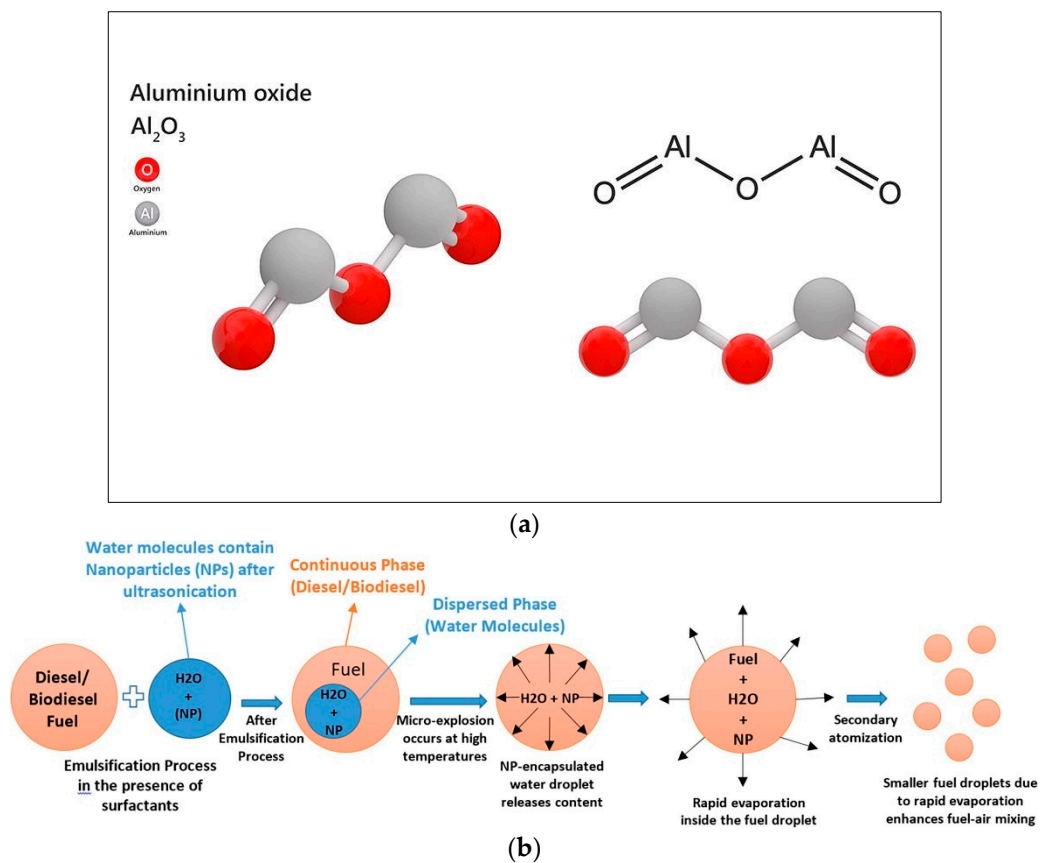 Aluminium oxide
Al₂O₃
O
Oxygen
Al
Aluminium
Al Al
O O O
(a)
Water molecules contain
Nanoparticles (NPs) after
ultrasonication
Continuous Phase
(Diesel/Biodiesel)
Dispersed Phase
(Water Molecules)
Diesel/
Biodiesel
Fuel
H2O
+
(NP)
Emulsification Process
in the presence of
surfactants
After
Emulsification
Process
Fuel
H2O
+
NP
Micro-explosion
occurs at high
temperatures
H2O + NP
NP-encapsulated
water droplet
releases content
Fuel
+
H2O
+
NP
Rapid evaporation
inside the fuel droplet
Secondary
atomization
Smaller fuel droplets due
to rapid evaporation
enhances fuel-air mixing
(b)